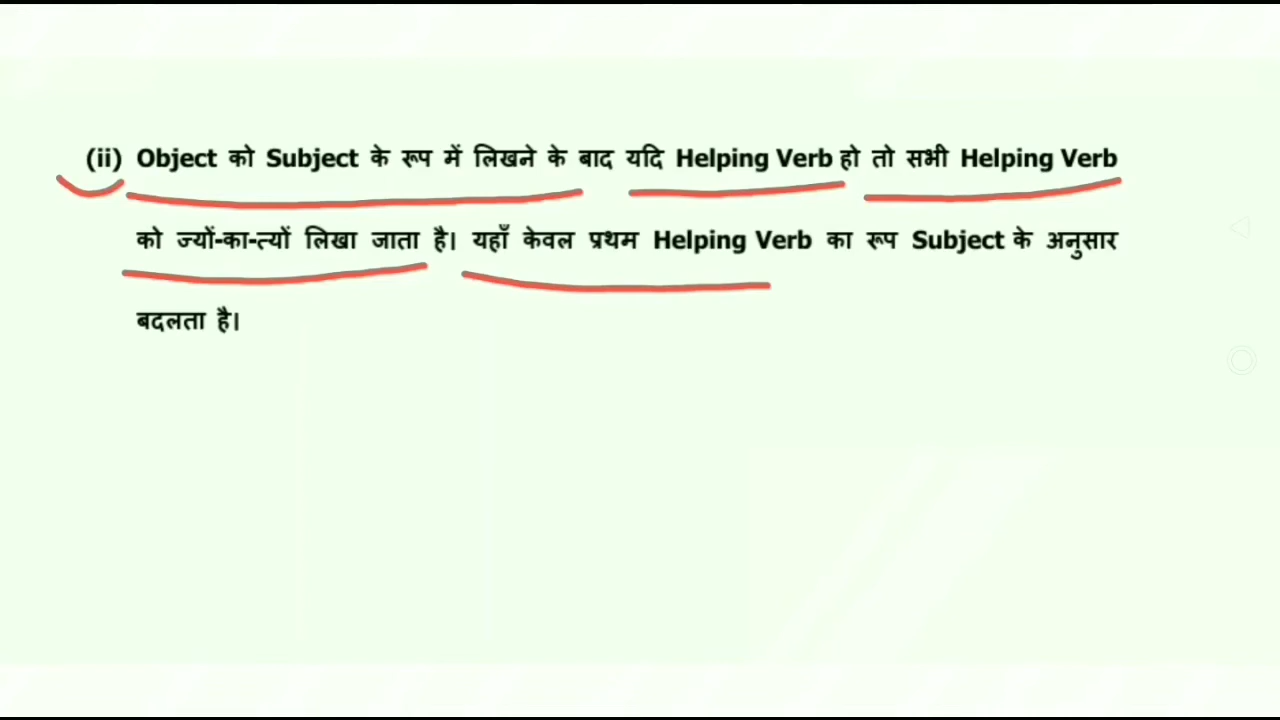 (ii) Object को Subject के रूप में लिखने के बाद यदि Helping Verb हो तो सभी Helping Verb
को ज्यों-का-त्यों लिखा जाता है। यहाँ केवल प्रथम Helping Verb का रूप Subject के अनुसार
बदलता है।